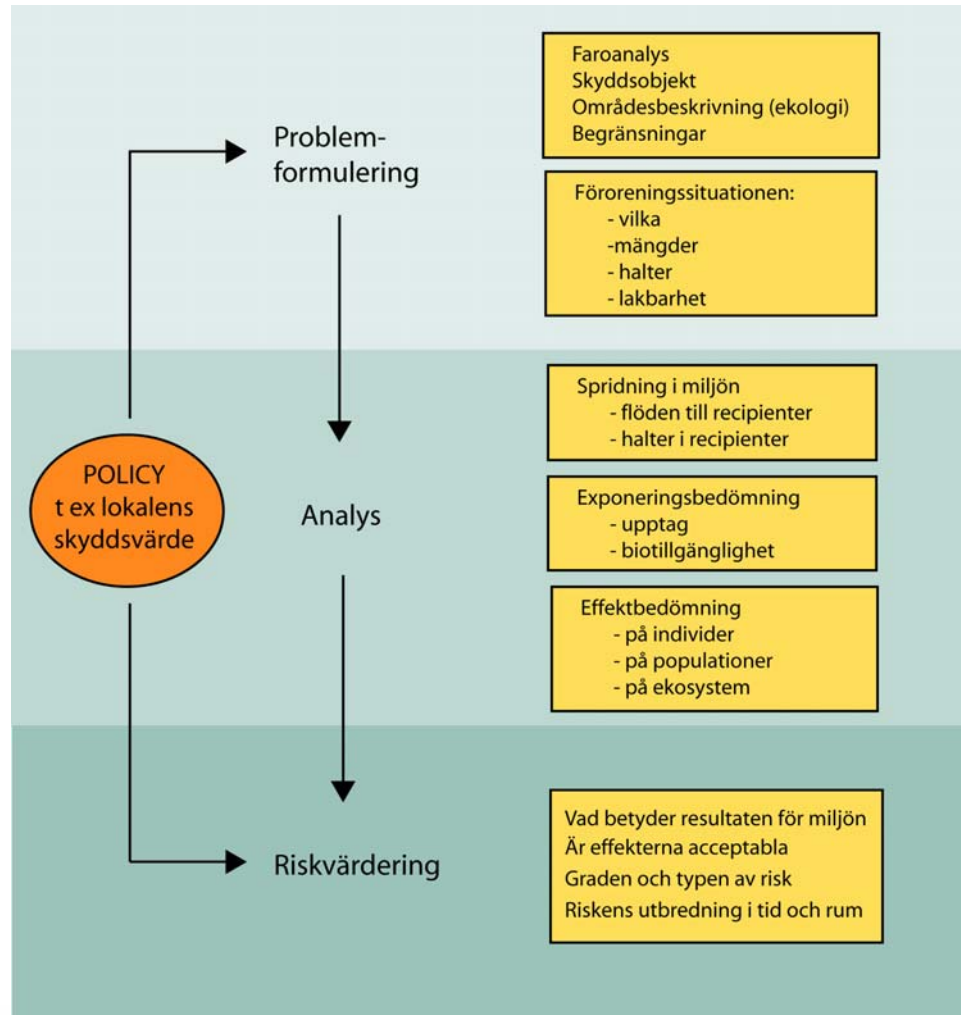 Problem-
formulering
Faroanalys
Skyddsobjekt
Områdesbeskrivning (ekologi)
Begränsningar
Föroreningssituationen:
- vilka
-mängder
- halter
- lakbarhet
POLICY
t ex lokalens
skyddsvärde
Analys
Spridning i miljön
- flöden till recipienter
- halter i recipienter
Exponeringsbedömning
- upptag
- biotillgänglighet
Effektbedömning
- på individer
- på populationer
- på ekosystem
Riskvärdering
Vad betyder resultaten för miljön
Är effekterna acceptabla
Graden och typen av risk
Riskens utbredning i tid och rum